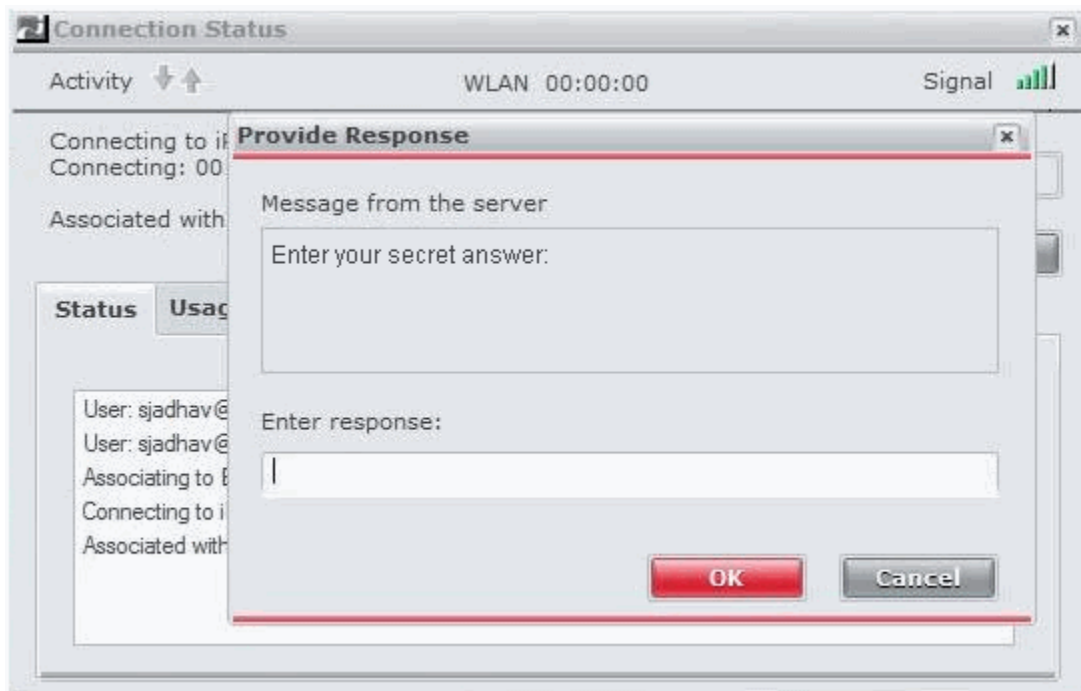 Connection Status
Activity
WLAN 00:00:00
Signal
Connecting to
Connecting: 00
Associated with
Provide Response
Message from the server
Enter your secret answer:
Status
User: sjadhav@
User: sjadhav@
Associating to
Connecting to
Associated with
Enter response:
OK
Cancel